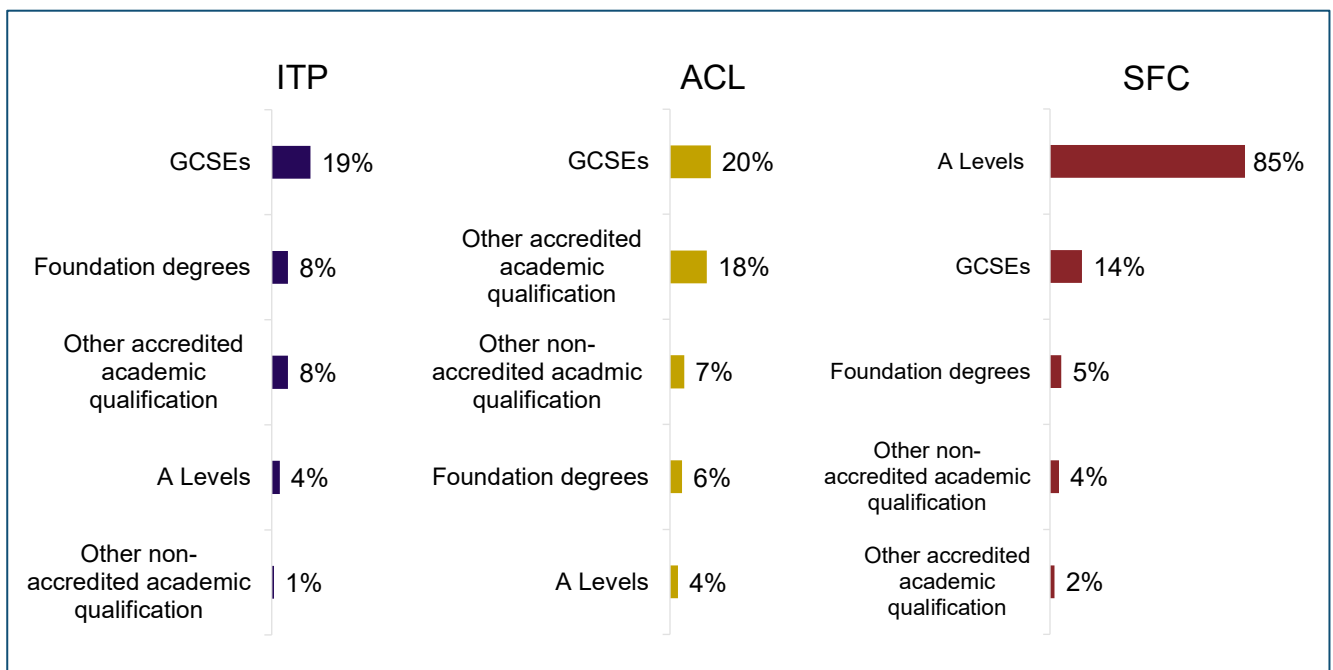 ITP
GCSEs
19%
Foundation degrees
8%
Other accredited
academic
qualification
8%
A Levels
4%
Other non-
accredited academic
qualification
1%
ACL
GCSEs
20%
Other accredited
academic
qualification
18%
Other non-
accredited acadmic
qualification
7%
Foundation degrees
6%
A Levels
4%
SFC
A Levels
85%
GCSEs
14%
Foundation degrees
5%
Other non-
accredited academic
qualification
4%
Other accredited
academic
qualification
2%